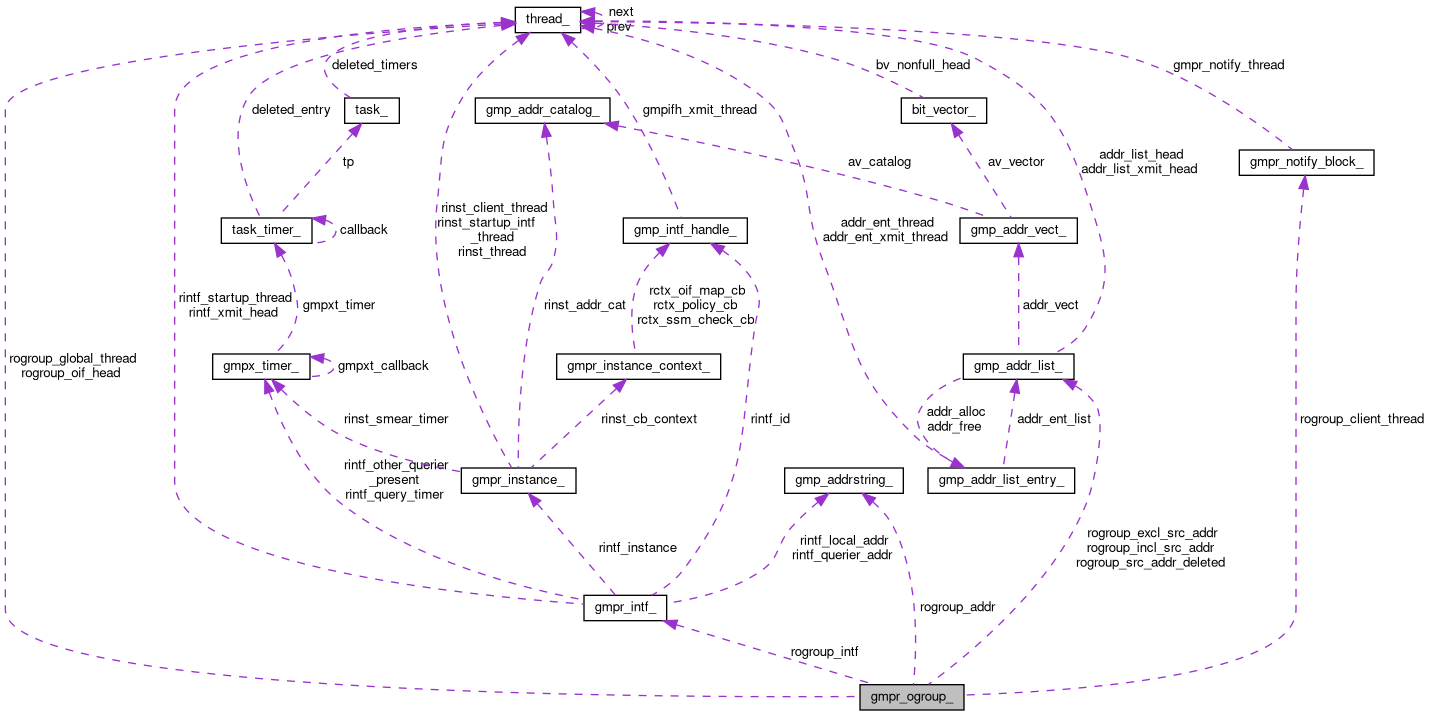 thread_
next
prev
deleted_timers
bv_nonfull_head
gmpr_notify_thread
deleted_entry
task_
gmp_addr_catalog_
gmpifh_xmit_thread
bit_vector_
tp
av_catalog
av_vector
addr_list_head
addr_list_xmit_head
gmpr_notify_block_
task_timer_
callback
rinst_client_thread
rinst_startup_intf
_thread
rinst_thread
gmp_intf_handle_
addr_ent_thread
addr_ent_xmit_thread
gmp_addr_vect_
rintf_startup_thread
rintf_xmit_head
gmpxt_timer
rinst_addr_cat
rctx_oif_map_cb
rctx_policy_cb
rctx_ssm_check_cb
addr_vect
rogroup_global_thread
rogroup_oif_head
gmpx_timer_
gmpxt_callback
gmpr_instance_context_
gmp_addr_list_
rinst_smear_timer
rinst_cb_context
rintf_id
addr_alloc
addr_free
addr_ent_list
rogroup_client_thread
rintf_other_querier
_present
rintf_query_timer
gmpr_instance_
gmp_addrstring_
gmp_addr_list_entry_
rintf_instance
rintf_local_addr
rintf_querier_addr
rogroup_excl_src_addr
rogroup_incl_src_addr
rogroup_src_addr_deleted
gmpr_intf_
rogroup_addr
rogroup_intf
gmpr_ogroup_